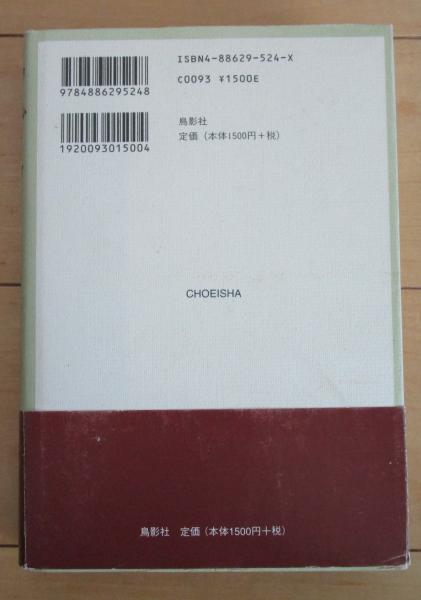 ISBN4-88629-524-X
C0093 ¥1500E
9784886295248
鳥影社
定価（本体1500円＋税）
1920093015004
CHOEISHA
鳥影社 定価（本体1500円＋税）